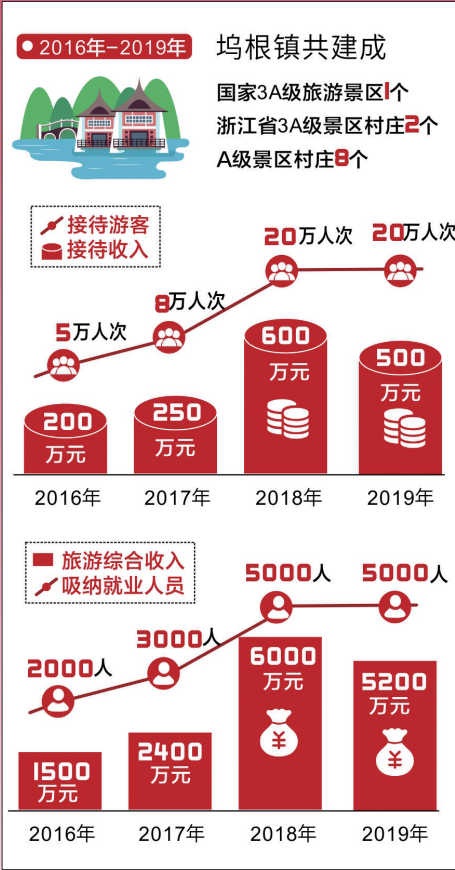 2016年-2019年
坞根镇共建成
国家3A级旅游景区1个
浙江省3A级景区村庄2个
A级景区村庄8个
接待游客
接待收入
5万人次
8万人次
20万人次
20万人次
200
万元
250
万元
600
万元
500
万元
2016年
2017年
2018年
2019年
旅游综合收入
吸纳就业人员
2000人
3000人
5000人
5000人
1500
万元
2400
万元
6000
万元
¥
5200
万元
¥
2016年
2017年
2018年
2019年